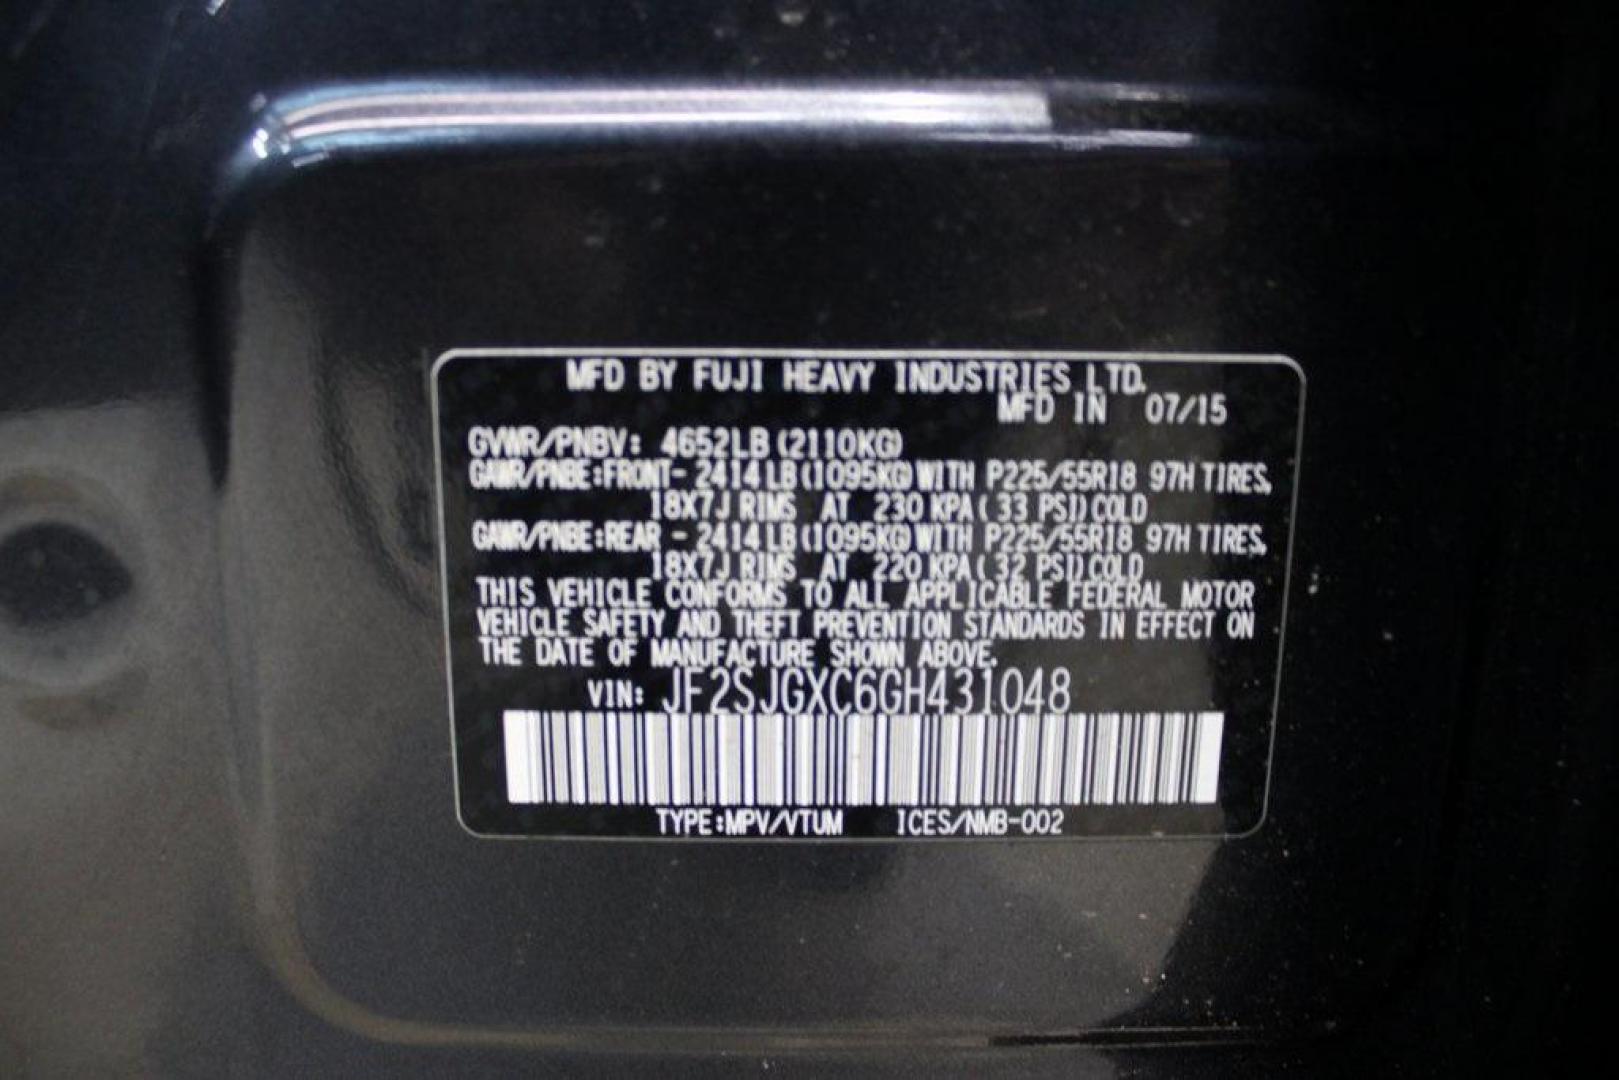 MFD BY FUJI HEAVY INDUSTRIES LTD.
MFD IN 07/15
GVWR/PNBV: 4652LB(2110KG)
GAWR/PNBE:FRONT- 2414LB(1095KG)WITH P225/55R18 97H TIRES,
18X7J RIMS AT 230 KPA( 33 PSI)COLD
GAWR/PNBE:REAR - 2414LB(1095KG)WITH P225/55R18 97H TIRES,
18X7J RIMS AT 220 KPA( 32 PSI)COLD
THIS VEHICLE CONFORMS TO ALL APPLICABLE FEDERAL MOTOR
VEHICLE SAFETY AND THEFT PREVENTION STANDARDS IN EFFECT ON
THE DATE OF MANUFACTURE SHOWN ABOVE.
VIN: JF2SJGXC6GH431048
TYPE:MPV/VTUM ICES/NMB-002